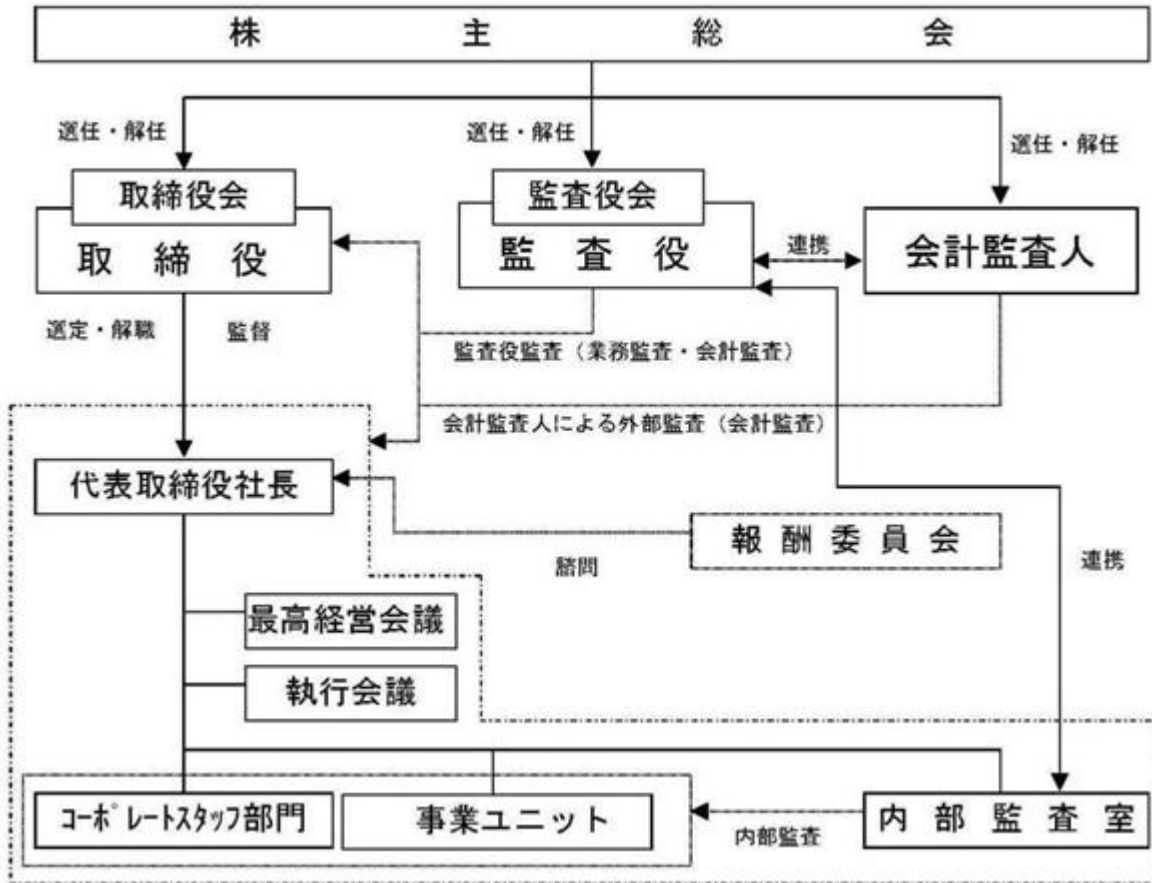 株主総会
選任・解任
選任・解任
選任・解任
取締役会
取締役
監査役会
監査役
連携
会計監査人
選定・解職
監督
監査役監査（業務監査・会計監査）
会計監査人による外部監査（会計監査）
代表取締役社長
報酬委員会
諮問
連携
最高経営会議
執行会議
コーポレートスタッフ部門
事業ユニット
内部監査
内部監査室